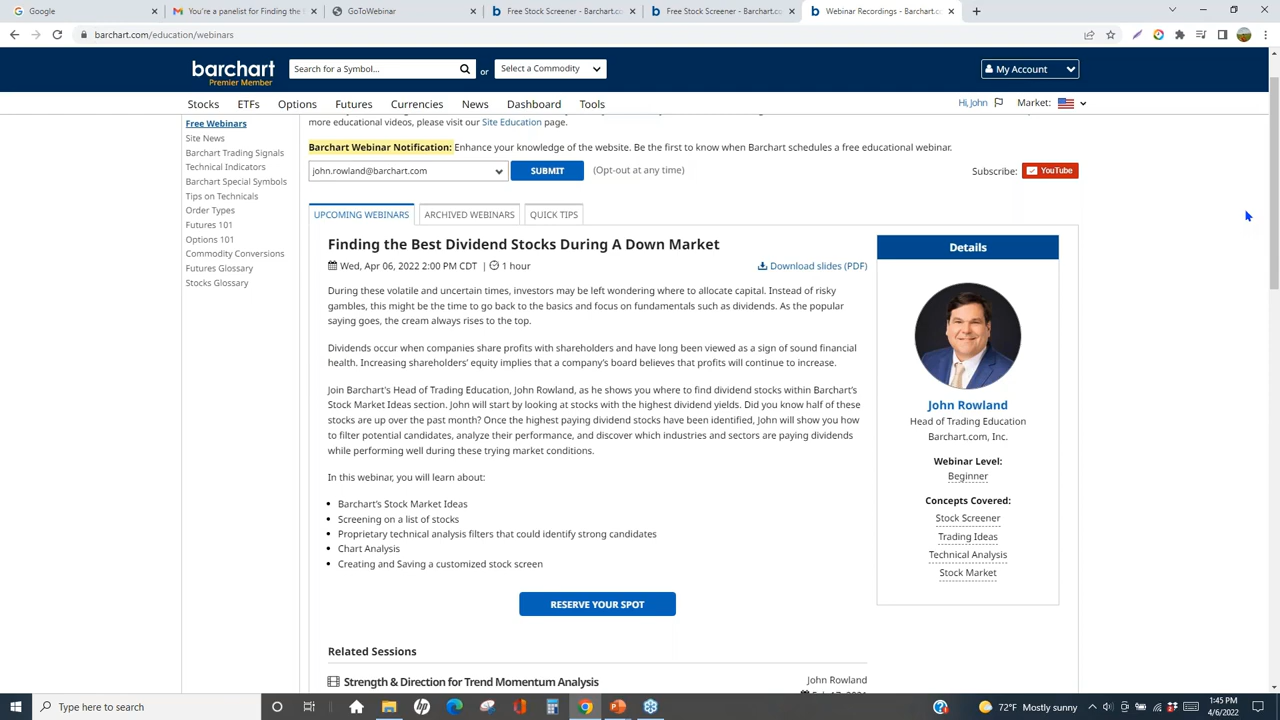 Google
You're a panelist for Finding the
GoToWebinar
Free Stock Screener - Barchart.co
Free Stock Screener - Barchart.co
Webinar Recordings - Barchart.co
barchart.com/education/webinars
barchart
Premier Member
Search for a Symbol...
or
Select a Commodity
My Account
Stocks ETFs Options Futures Currencies News Dashboard Tools
Hi, John
Market:
Free Webinars
Site News
Barchart Trading Signals
Technical Indicators
Barchart Special Symbols
Tips on Technicals
Order Types
Futures 101
Options 101
Commodity Conversions
Futures Glossary
Stocks Glossary
more educational videos, please visit our Site Education page.
Barchart Webinar Notification: Enhance your knowledge of the website. Be the first to know when Barchart schedules a free educational webinar.
john.rowland@barchart.com
SUBMIT
(Opt-out at any time)
Subscribe: YouTube
UPCOMING WEBINARS ARCHIVED WEBINARS QUICK TIPS
Finding the Best Dividend Stocks During A Down Market
Wed, Apr 06, 2022 2:00 PM CDT | 1 hour
Download slides (PDF)
During these volatile and uncertain times, investors may be left wondering where to allocate capital. Instead of risky
gambles, this might be the time to go back to the basics and focus on fundamentals such as dividends. As the popular
saying goes, the cream always rises to the top.
Dividends occur when companies share profits with shareholders and have long been viewed as a sign of sound financial
health. Increasing shareholders' equity implies that a company's board believes that profits will continue to increase.
Join Barchart's Head of Trading Education, John Rowland, as he shows you where to find dividend stocks within Barchart's
Stock Market Ideas section. John will start by looking at stocks with the highest dividend yields. Did you know half of these
stocks are up over the past month? Once the highest paying dividend stocks have been identified, John will show you how
to filter potential candidates, analyze their performance, and discover which industries and sectors are paying dividends
while performing well during these trying market conditions.
In this webinar, you will learn about:
• Barchart's Stock Market Ideas
• Screening on a list of stocks
• Proprietary technical analysis filters that could identify strong candidates
• Chart Analysis
• Creating and Saving a customized stock screen
RESERVE YOUR SPOT
Related Sessions
Strength & Direction for Trend Momentum Analysis
John Rowland
Details
John Rowland
Head of Trading Education
Barchart.com, Inc.
Webinar Level:
Beginner
Concepts Covered:
Stock Screener
Trading Ideas
Technical Analysis
Stock Market
Type here to search
72°F Mostly sunny
1:45 PM
4/6/2022